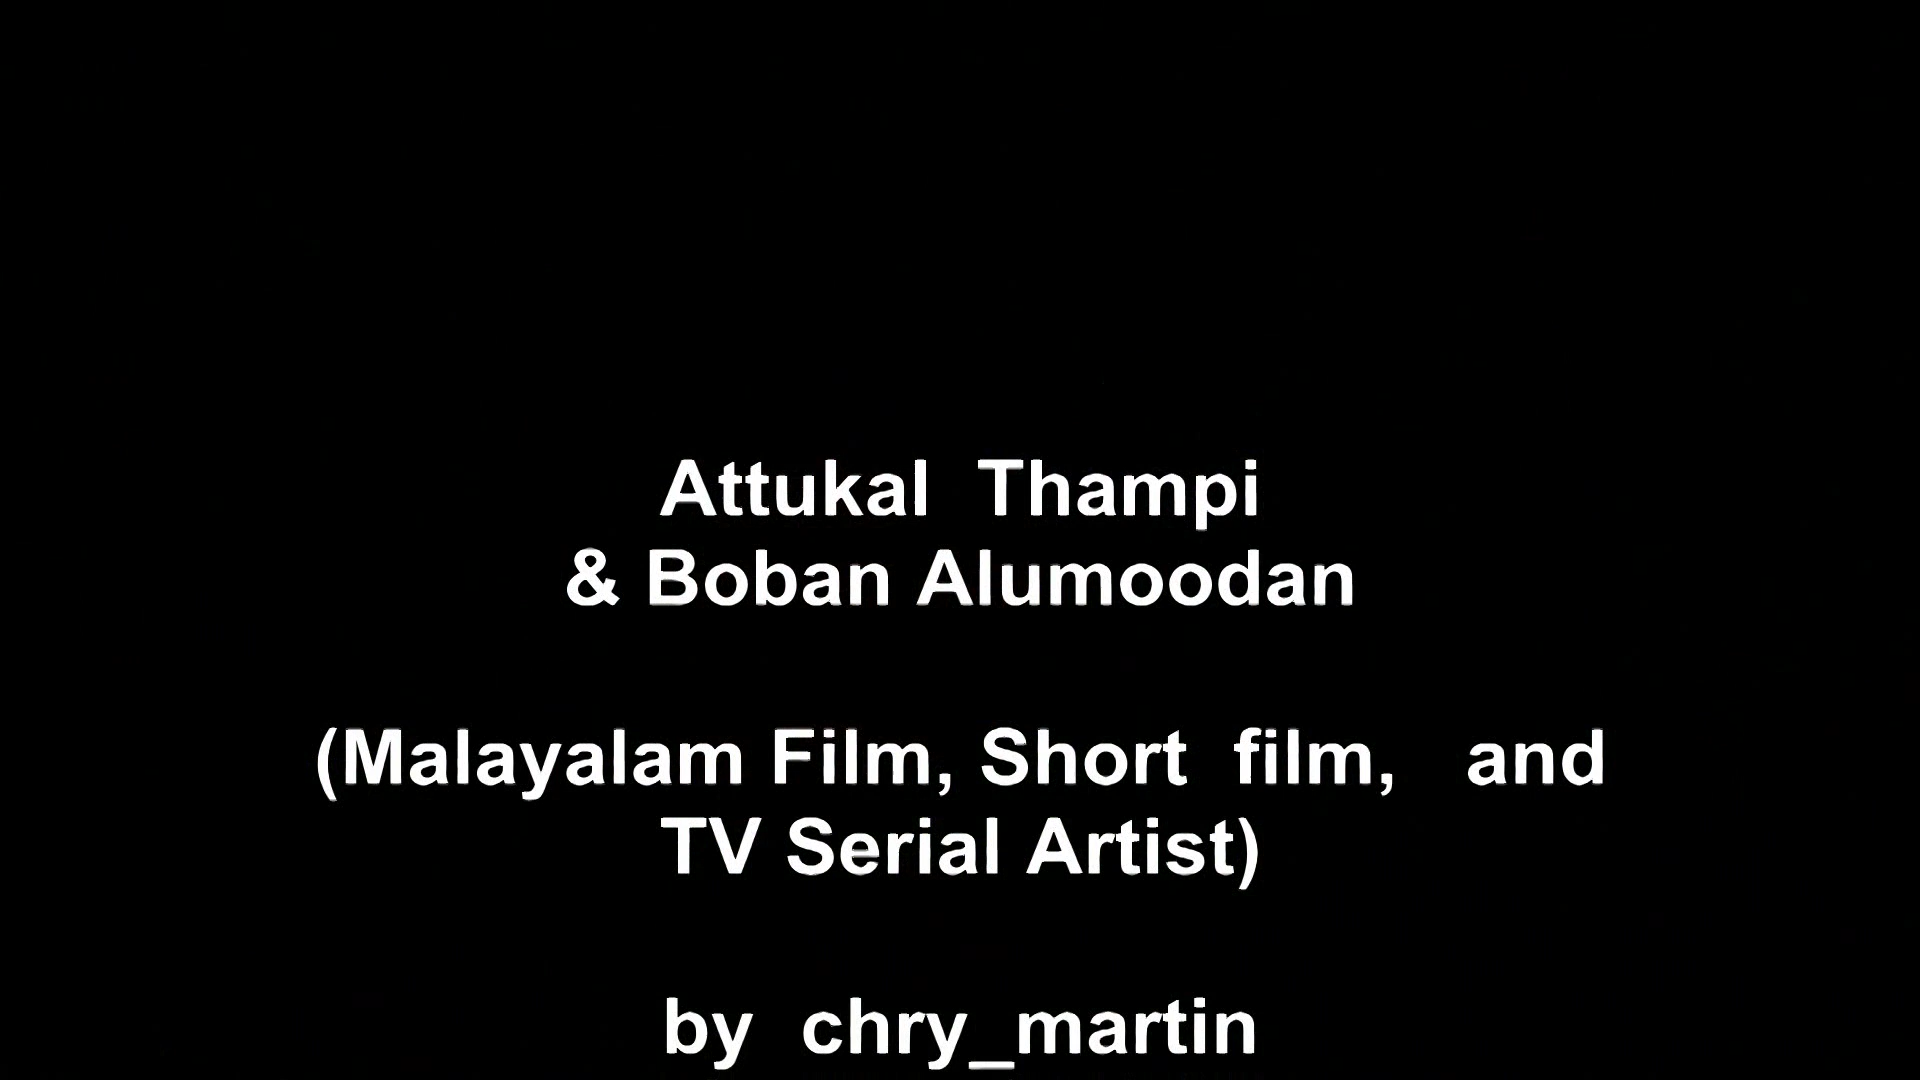 Attukal Thampi
& Boban Alumoodan
(Malayalam Film, Short film, and
TV Serial Artist)
by chry_martin